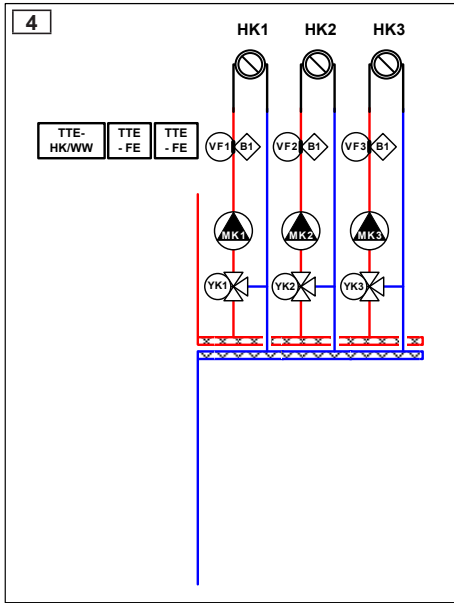 4
HK1 HK2 HK3
TTE- TTE TTE
HK/WW - FE - FE
VF1 B1 VF2 B1 VF3 B1
MK1 MK2 MK3
YK1 YK2 YK3